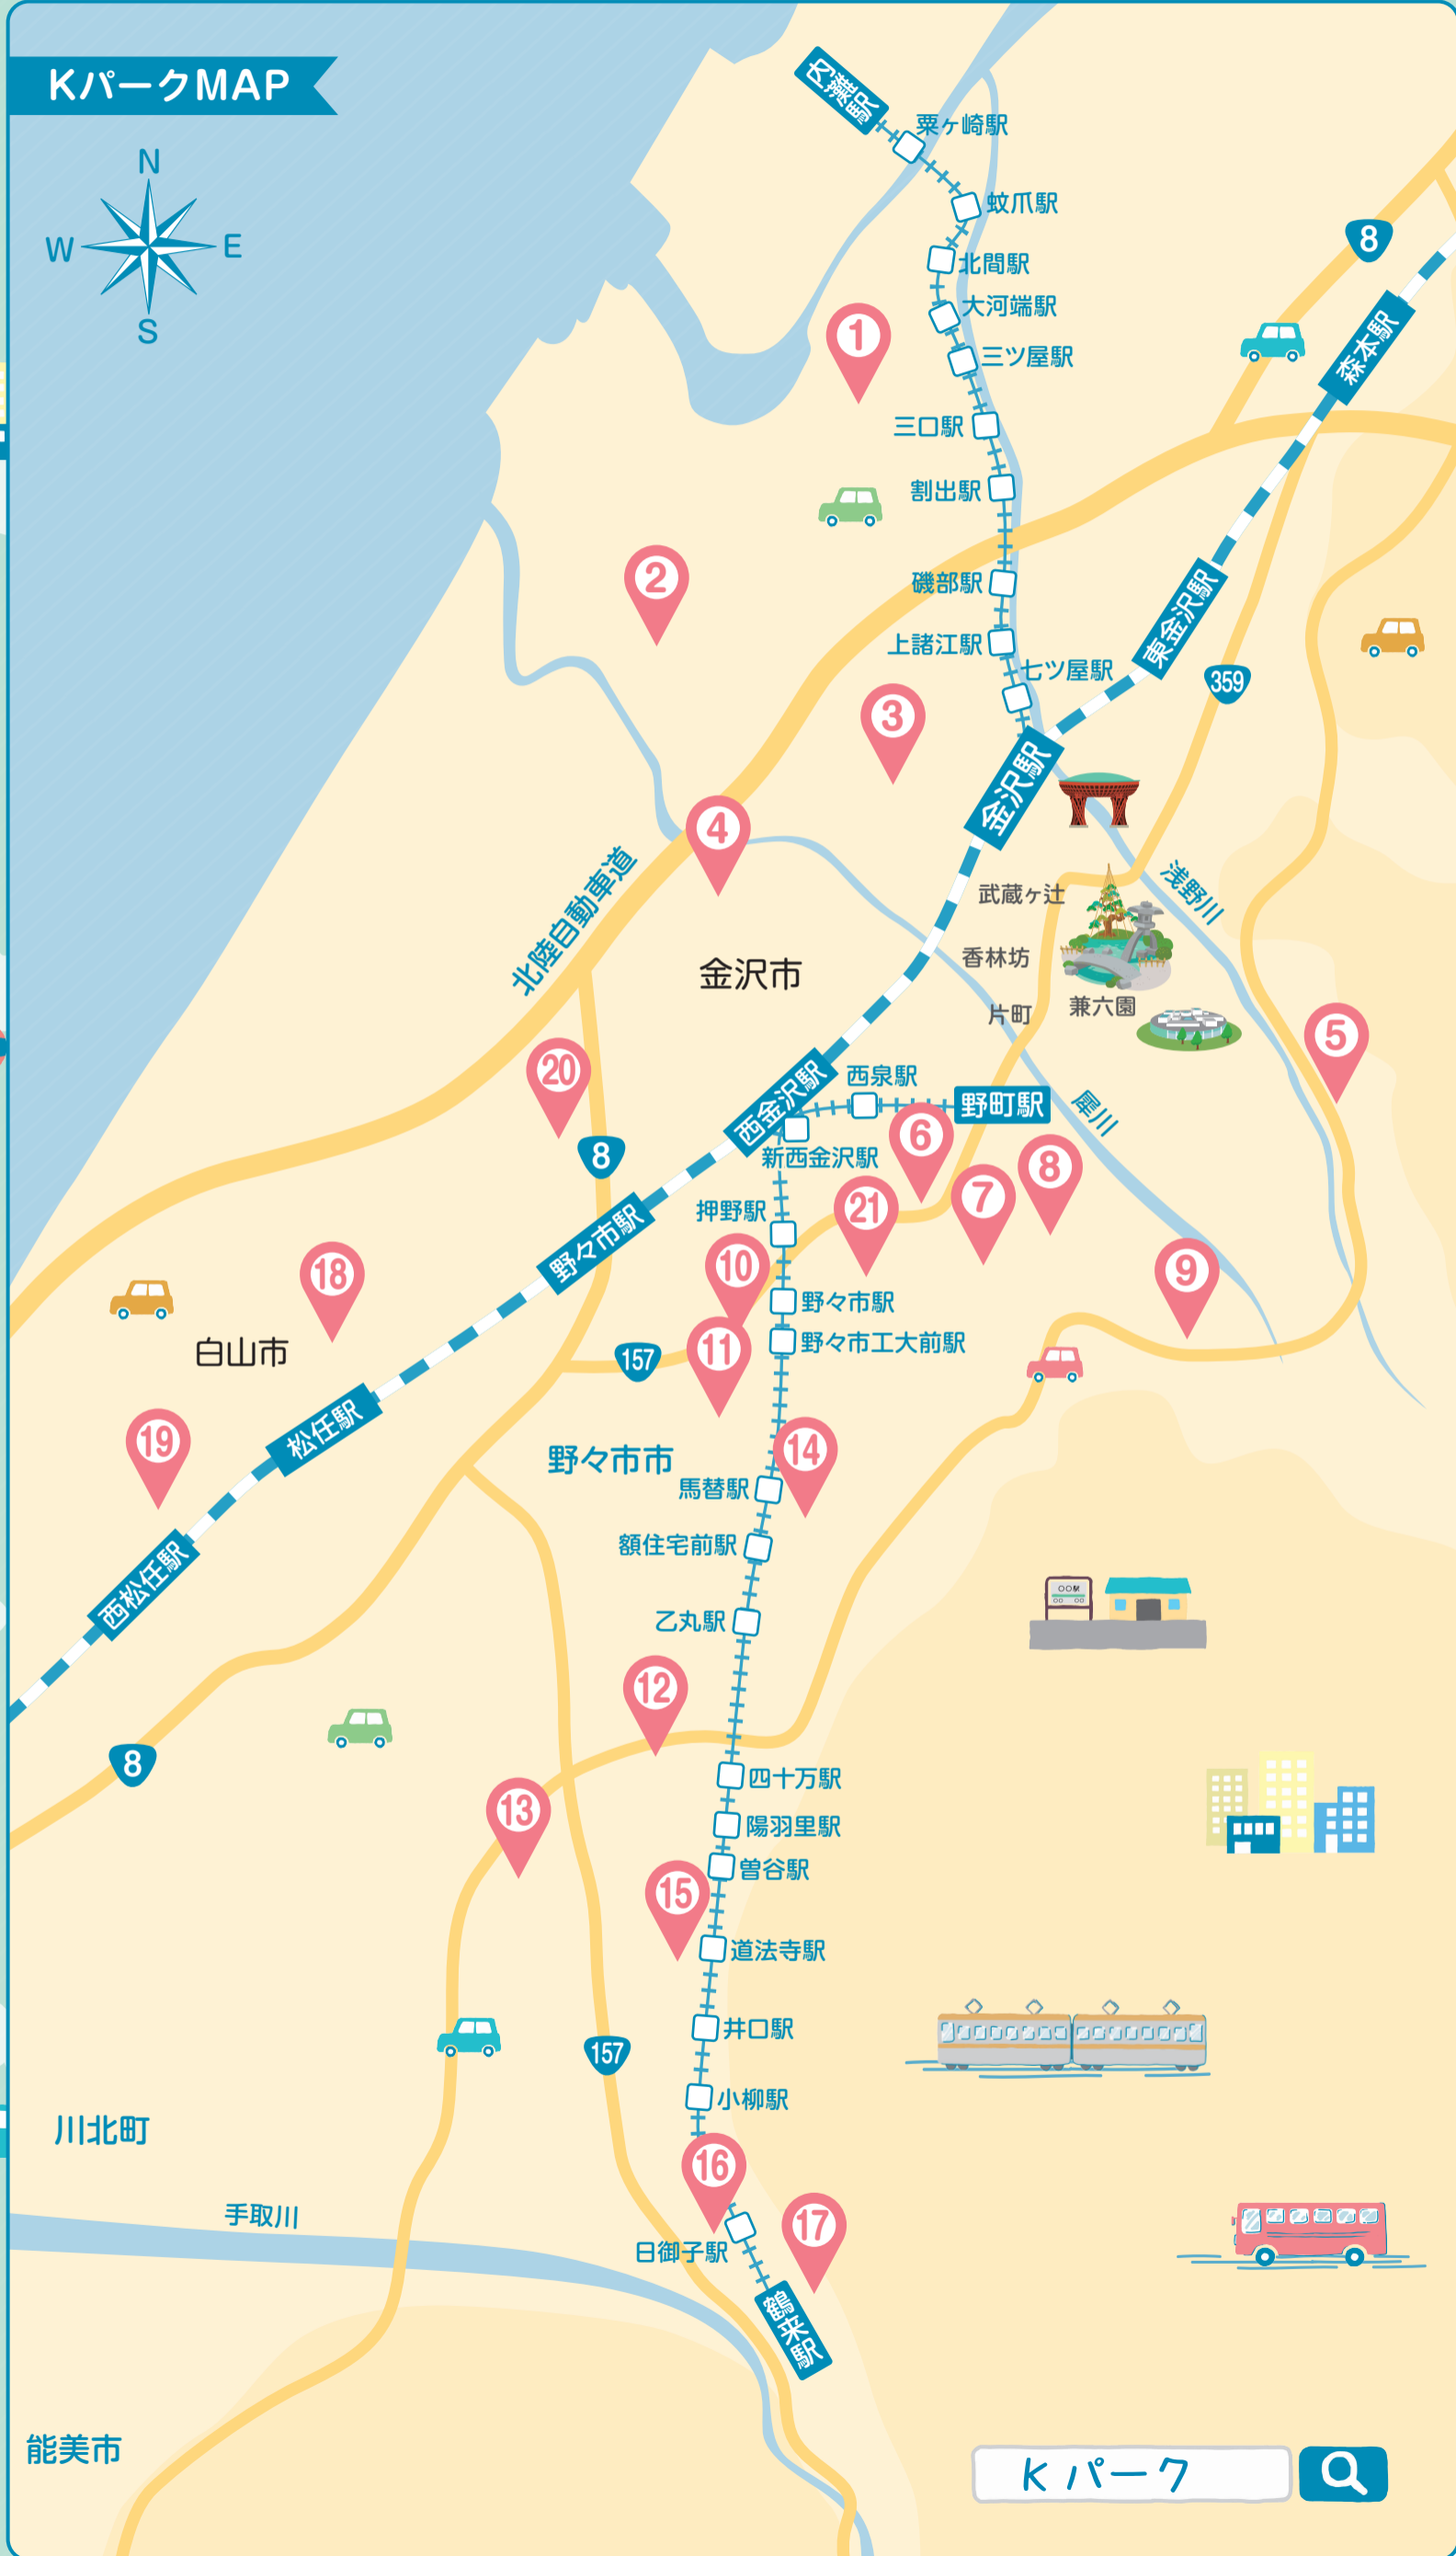 KパークMAP
N
W
E
S
内灘駅
粟ヶ崎駅
蚊爪駅
北間駅
大河端駅
三ツ屋駅
三口駅
割出駅
磯部駅
上諸江駅
七ツ屋駅
8
森本駅
東金沢駅
359
金沢駅
1
2
3
4
北陸自動車道
金沢市
武蔵ヶ辻
香林坊
片町
兼六園
浅野川
犀川
5
20
8
西金沢駅
西泉駅
野町駅
新西金沢駅
6
7
8
9
21
押野駅
10
野々市駅
野々市駅
野々市工大前駅
11
157
18
白山市
松任駅
19
西松任駅
野々市市
14
馬替駅
額住宅前駅
乙丸駅
○○駅
12
8
13
四十万駅
陽羽里駅
曽谷駅
15
道法寺駅
井口駅
157
小柳駅
川北町
手取川
16
17
日御子駅
鶴来駅
能美市
Kパーク